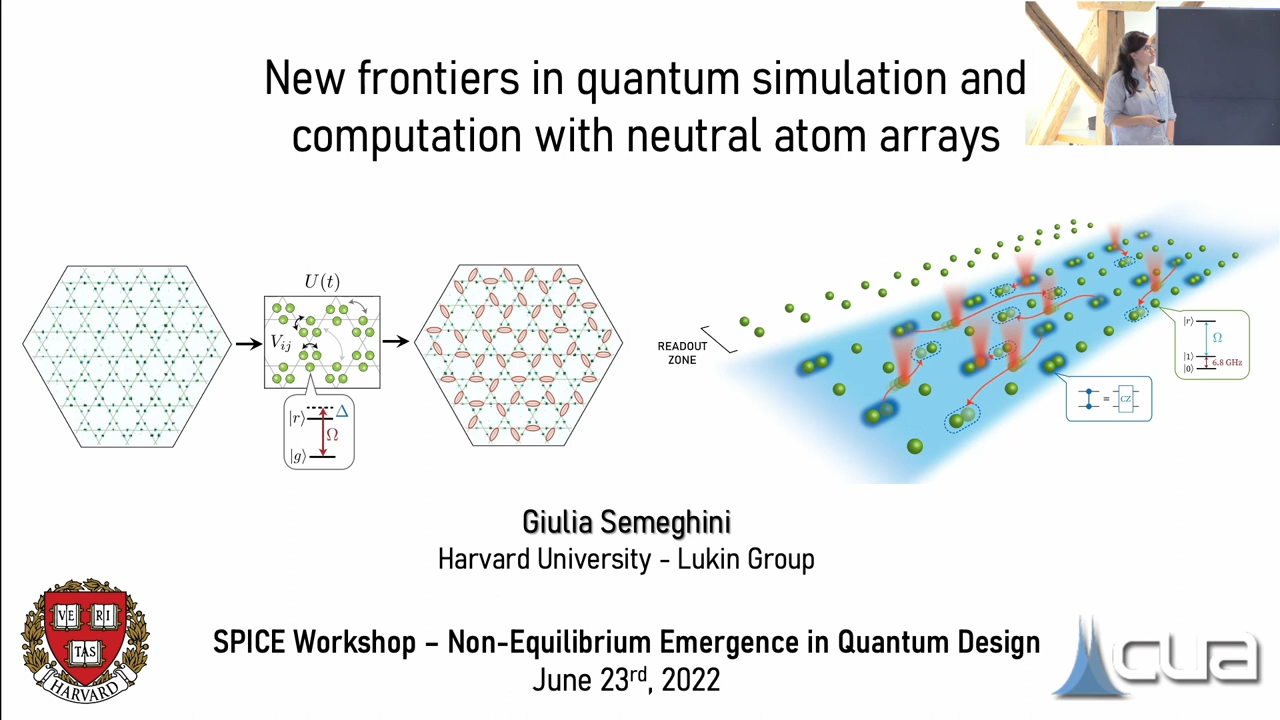 New frontiers in quantum simulation and
computation with neutral atom arrays
U(t)
V_{ij}
|r⟩
Δ
Ω
|g⟩
READOUT
ZONE
|r⟩
Ω
|1⟩
6.8 GHz
|0⟩
= CZ
Giulia Semeghini
Harvard University - Lukin Group
SPICE Workshop – Non-Equilibrium Emergence in Quantum Design
June 23rd, 2022
VE RI
TAS
HARVARD
cua